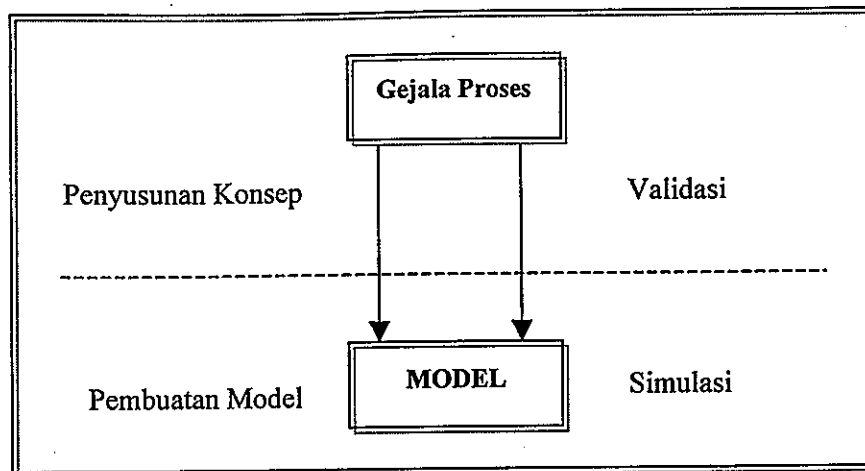 Gejala Proses
Penyusunan Konsep
Validasi
Pembuatan Model
MODEL
Simulasi